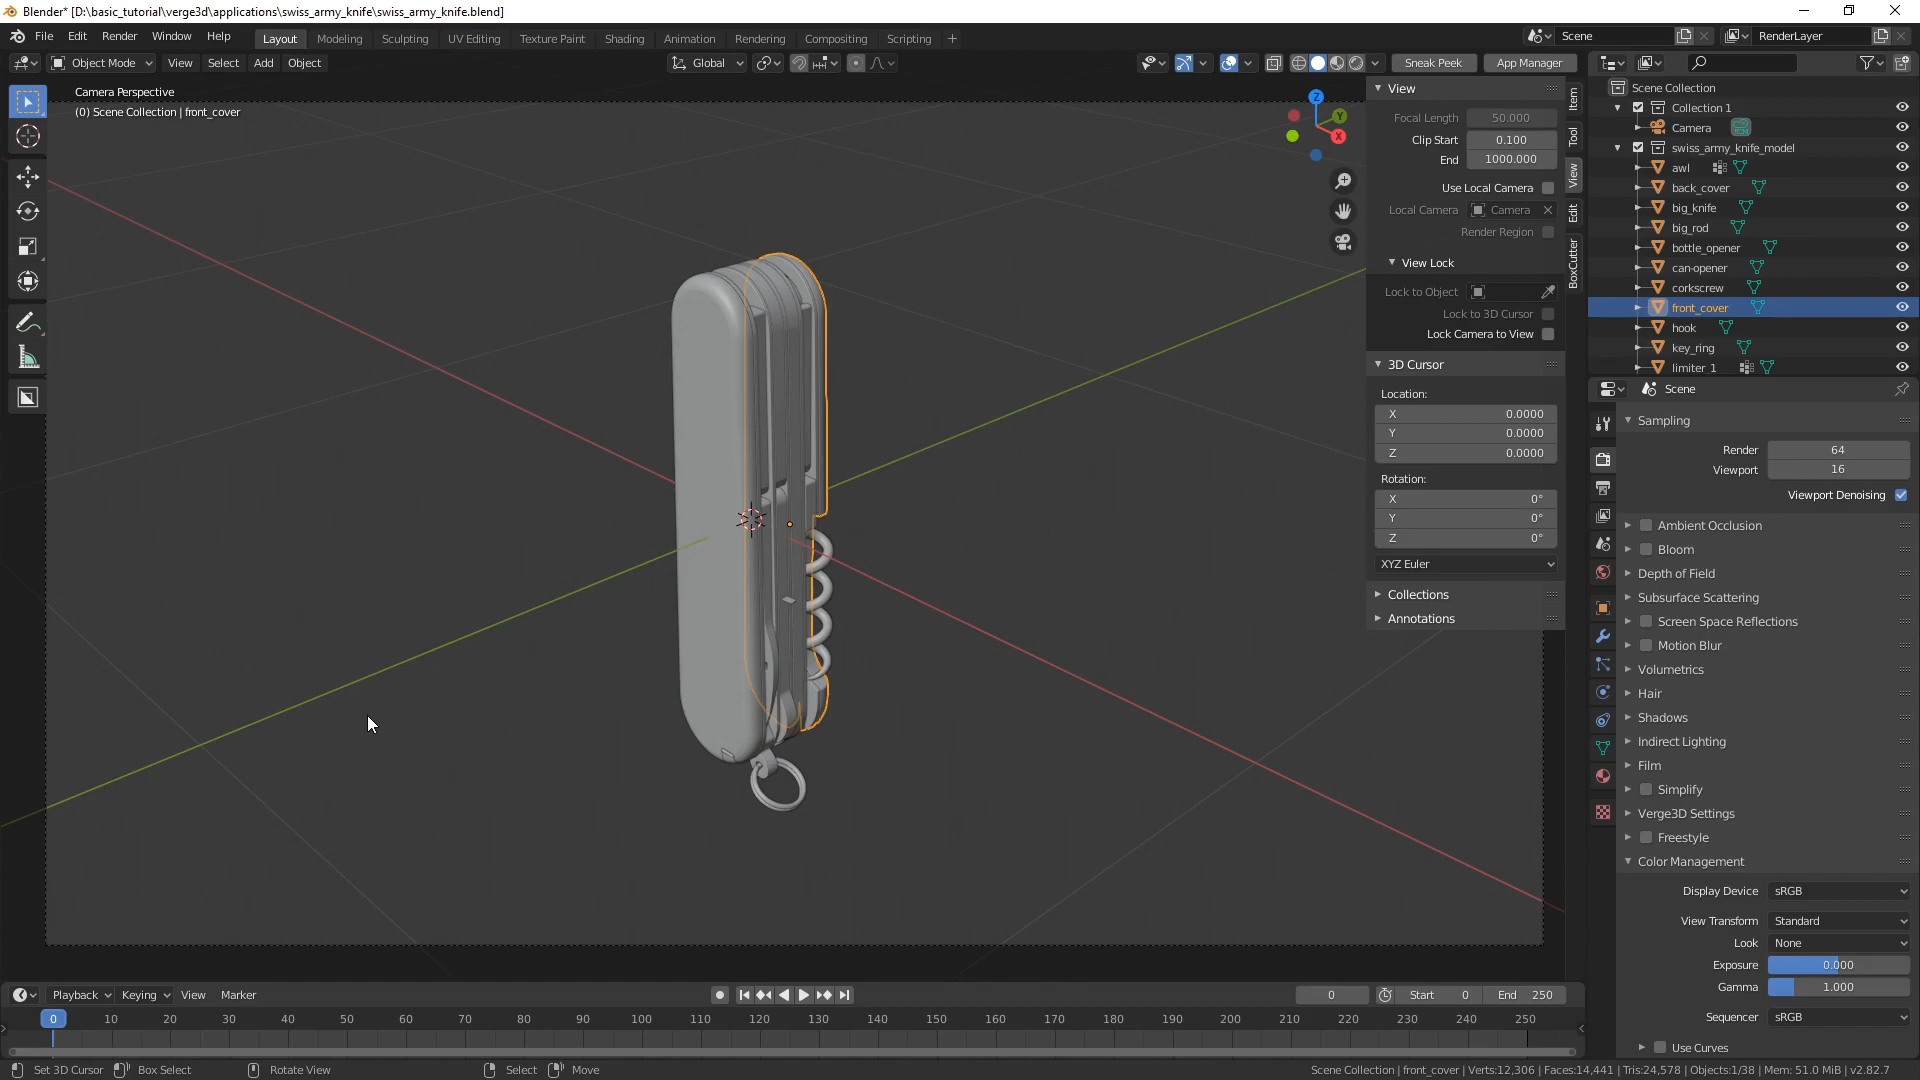 Blender* [D:\basic_tutorial\verge3d\applications\swiss_army_knife\swiss_army_knife.blend]
File Edit Render Window Help Layout Modeling Sculpting UV Editing Texture Paint Shading Animation Rendering Compositing Scripting + Scene RenderLayer
Object Mode View Select Add Object Global Sneak Peek App Manager
Camera Perspective
(0) Scene Collection | front_cover
Z
Y
X
View
Focal Length 50.000
Clip Start 0.100
End 1000.000
Use Local Camera
Local Camera Camera
Render Region
View Lock
Lock to Object
Lock to 3D Cursor
Lock Camera to View
3D Cursor
Location:
X 0.0000
Y 0.0000
Z 0.0000
Rotation:
X 0°
Y 0°
Z 0°
XYZ Euler
Collections
Annotations
Item
Tool
View
Edit
BoxCutter
Scene Collection
Collection 1
Camera
swiss_army_knife_model
awl
back_cover
big_knife
big_rod
bottle_opener
can-opener
corkscrew
front_cover
hook
key_ring
limiter_1
Scene
Sampling
Render 64
Viewport 16
Viewport Denoising
Ambient Occlusion
Bloom
Depth of Field
Subsurface Scattering
Screen Space Reflections
Motion Blur
Volumetrics
Hair
Shadows
Indirect Lighting
Film
Simplify
Verge3D Settings
Freestyle
Color Management
Display Device sRGB
View Transform Standard
Look None
Exposure 0.000
Gamma 1.000
Sequencer sRGB
Use Curves
Playback Keying View Marker 0 Start 0 End 250
0 10 20 30 40 50 60 70 80 90 100 110 120 130 140 150 160 170 180 190 200 210 220 230 240 250
Set 3D Cursor Box Select Rotate View Select Move Scene Collection | front_cover | Verts:12,306 | Faces:14,441 | Tris:24,578 | Objects:1/38 | Mem: 51.0 MiB | v2.82.7